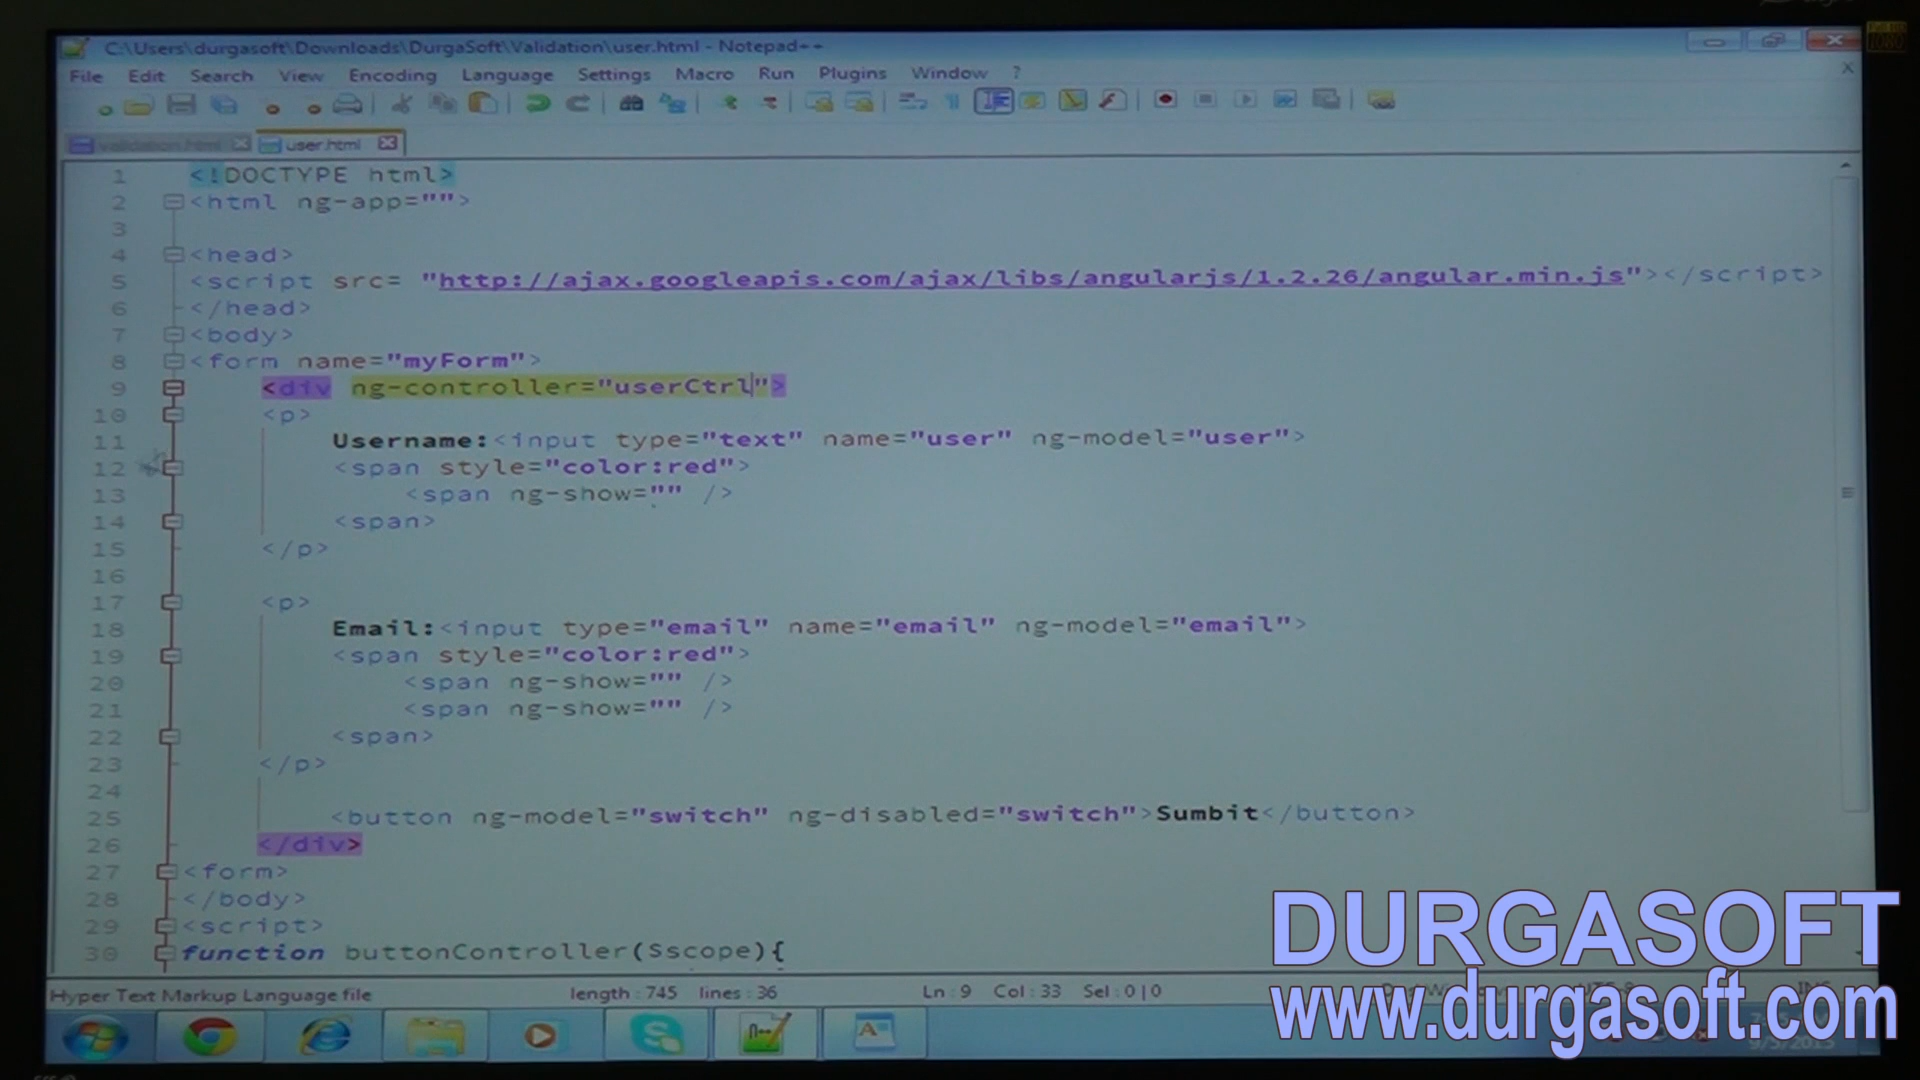 C:\Users\durgasoft\Downloads\DurgaSoft\Validation\user.html - Notepad++
File Edit Search View Encoding Language Settings Macro Run Plugins Window ?
validation.html user.html
1 <!DOCTYPE html>
2 <html ng-app="">
3
4 <head>
5 <script src= "http://ajax.googleapis.com/ajax/libs/angularjs/1.2.26/angular.min.js"></script>
6 </head>
7 <body>
8 <form name="myForm">
9 <div ng-controller="userCtrl">
10 <p>
11 Username:<input type="text" name="user" ng-model="user">
12 <span style="color:red">
13 <span ng-show="" />
14 <span>
15 </p>
16
17 <p>
18 Email:<input type="email" name="email" ng-model="email">
19 <span style="color:red">
20 <span ng-show="" />
21 <span ng-show="" />
22 <span>
23 </p>
24
25 <button ng-model="switch" ng-disabled="switch">Sumbit</button>
26 </div>
27 <form>
28 </body>
29 <script>
30 function buttonController($scope){
Hyper Text Markup Language file length : 745 lines : 36 Ln : 9 Col : 33 Sel : 0 | 0
DURGASOFT
www.durgasoft.com